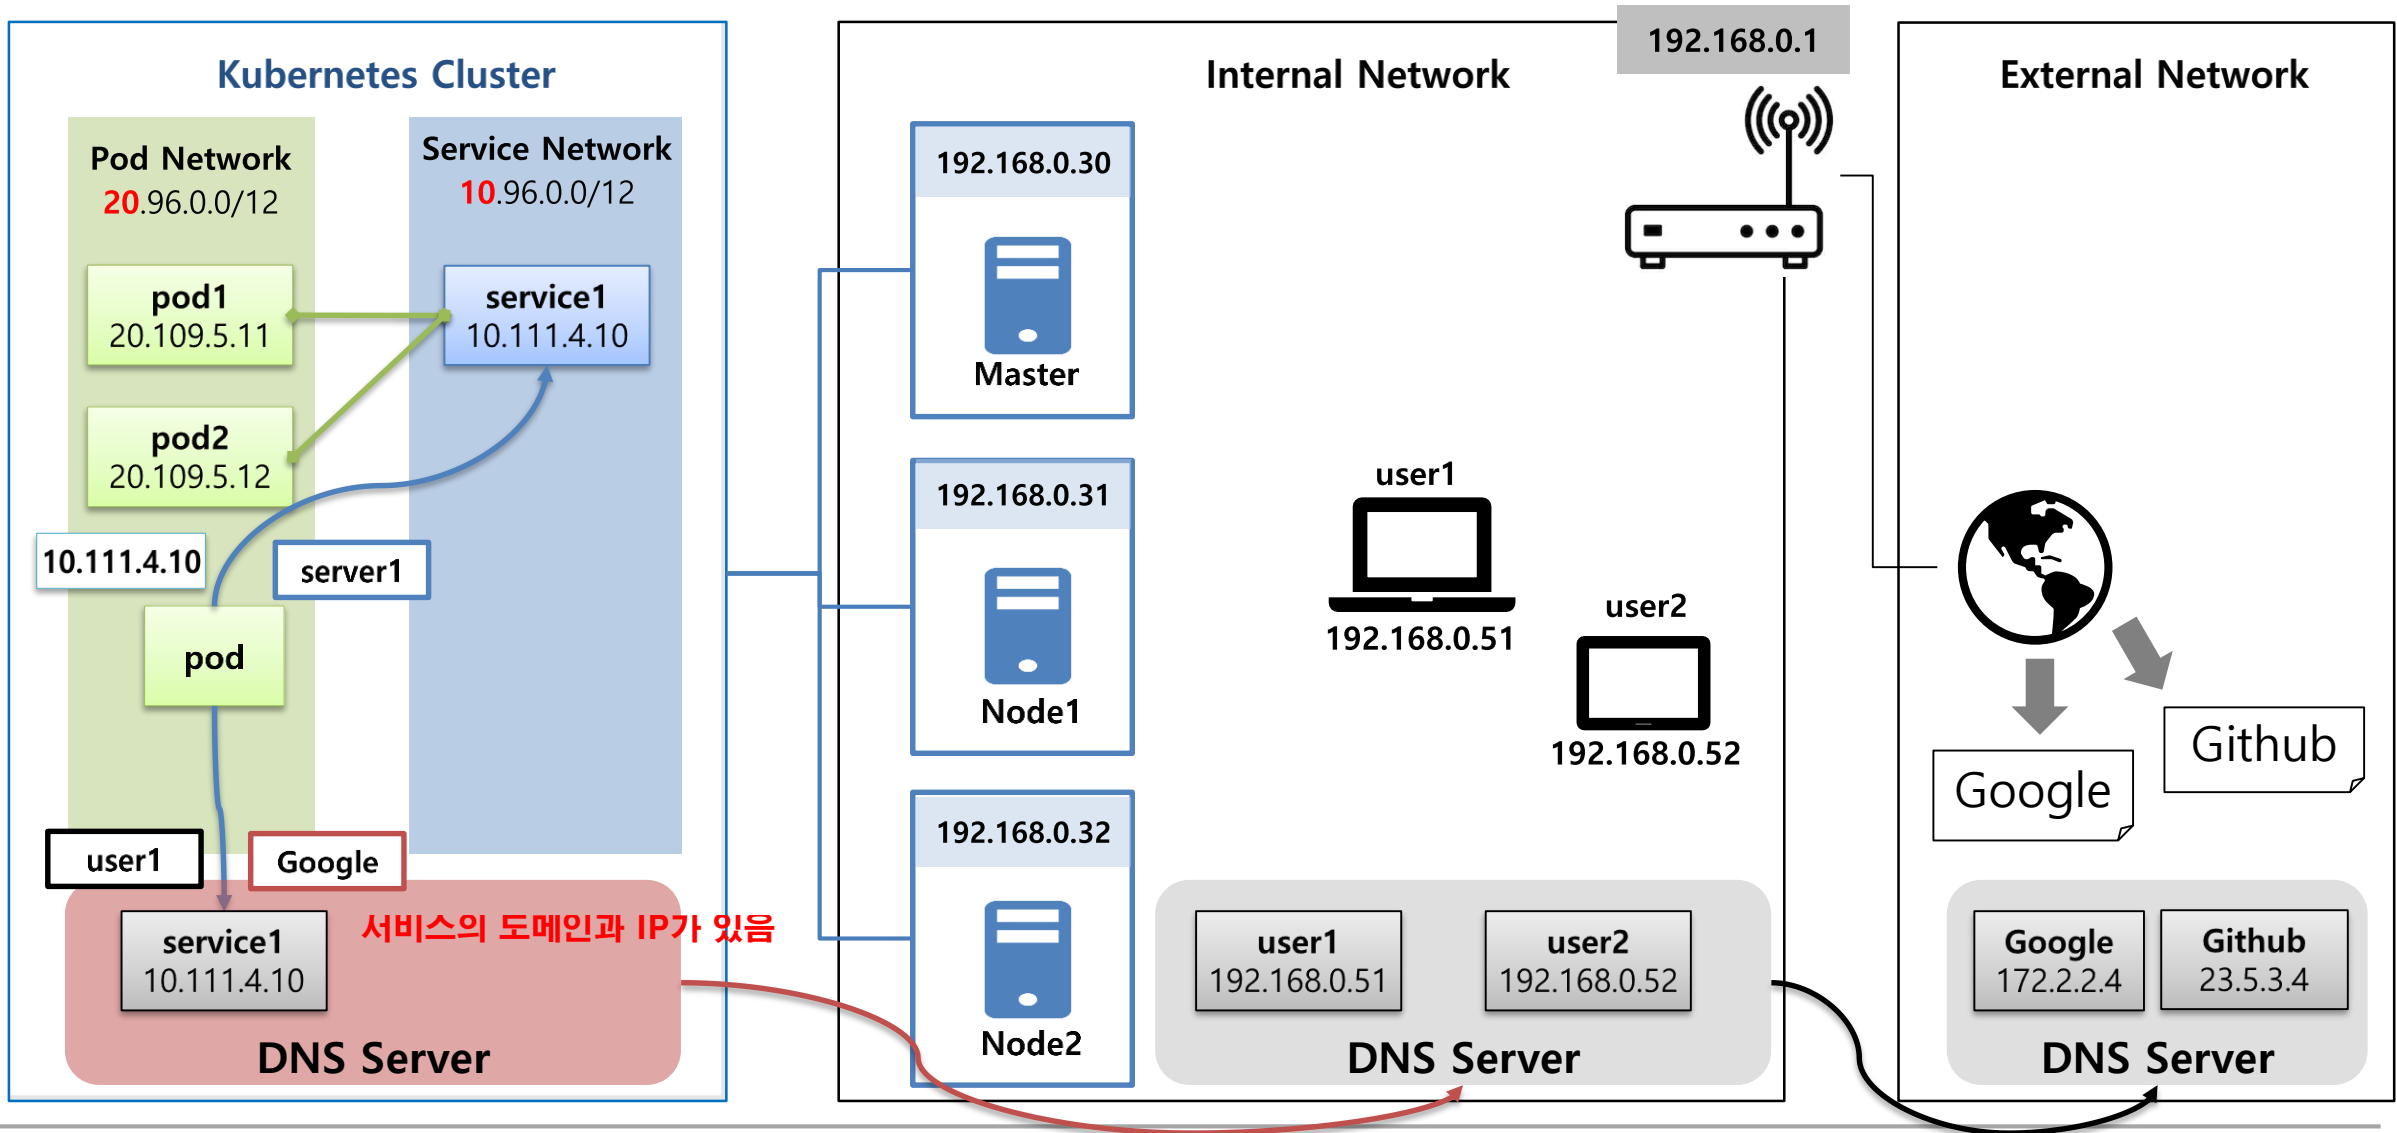 Kubernetes Cluster
Pod Network
20.96.0.0/12
Service Network
10.96.0.0/12
pod1
20.109.5.11
service1
10.111.4.10
pod2
20.109.5.12
10.111.4.10
server1
pod
user1
Google
service1
10.111.4.10
서비스의 도메인과 IP가 있음
DNS Server
Internal Network
192.168.0.1
192.168.0.30
Master
192.168.0.31
Node1
192.168.0.32
Node2
user1
192.168.0.51
user2
192.168.0.52
user1
192.168.0.51
user2
192.168.0.52
DNS Server
External Network
Google
Github
Google
172.2.2.4
Github
23.5.3.4
DNS Server